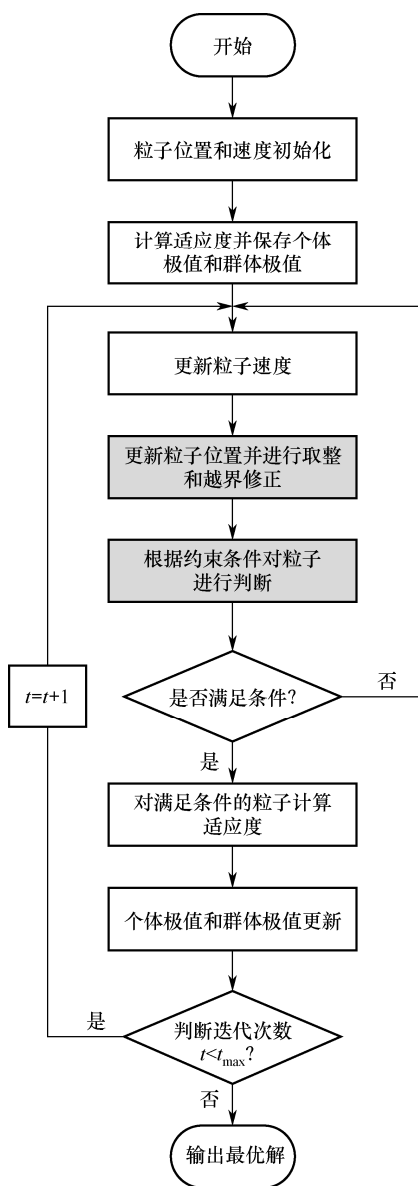 开始
粒子位置和速度初始化
计算适应度并保存个体
极值和群体极值
更新粒子速度
更新粒子位置并进行取整
和越界修正
根据约束条件对粒子
进行判断
t=t+1
是否满足条件?
否
是
对满足条件的粒子计算
适应度
个体极值和群体极值更新
是
判断迭代次数
t<tmax?
否
输出最优解